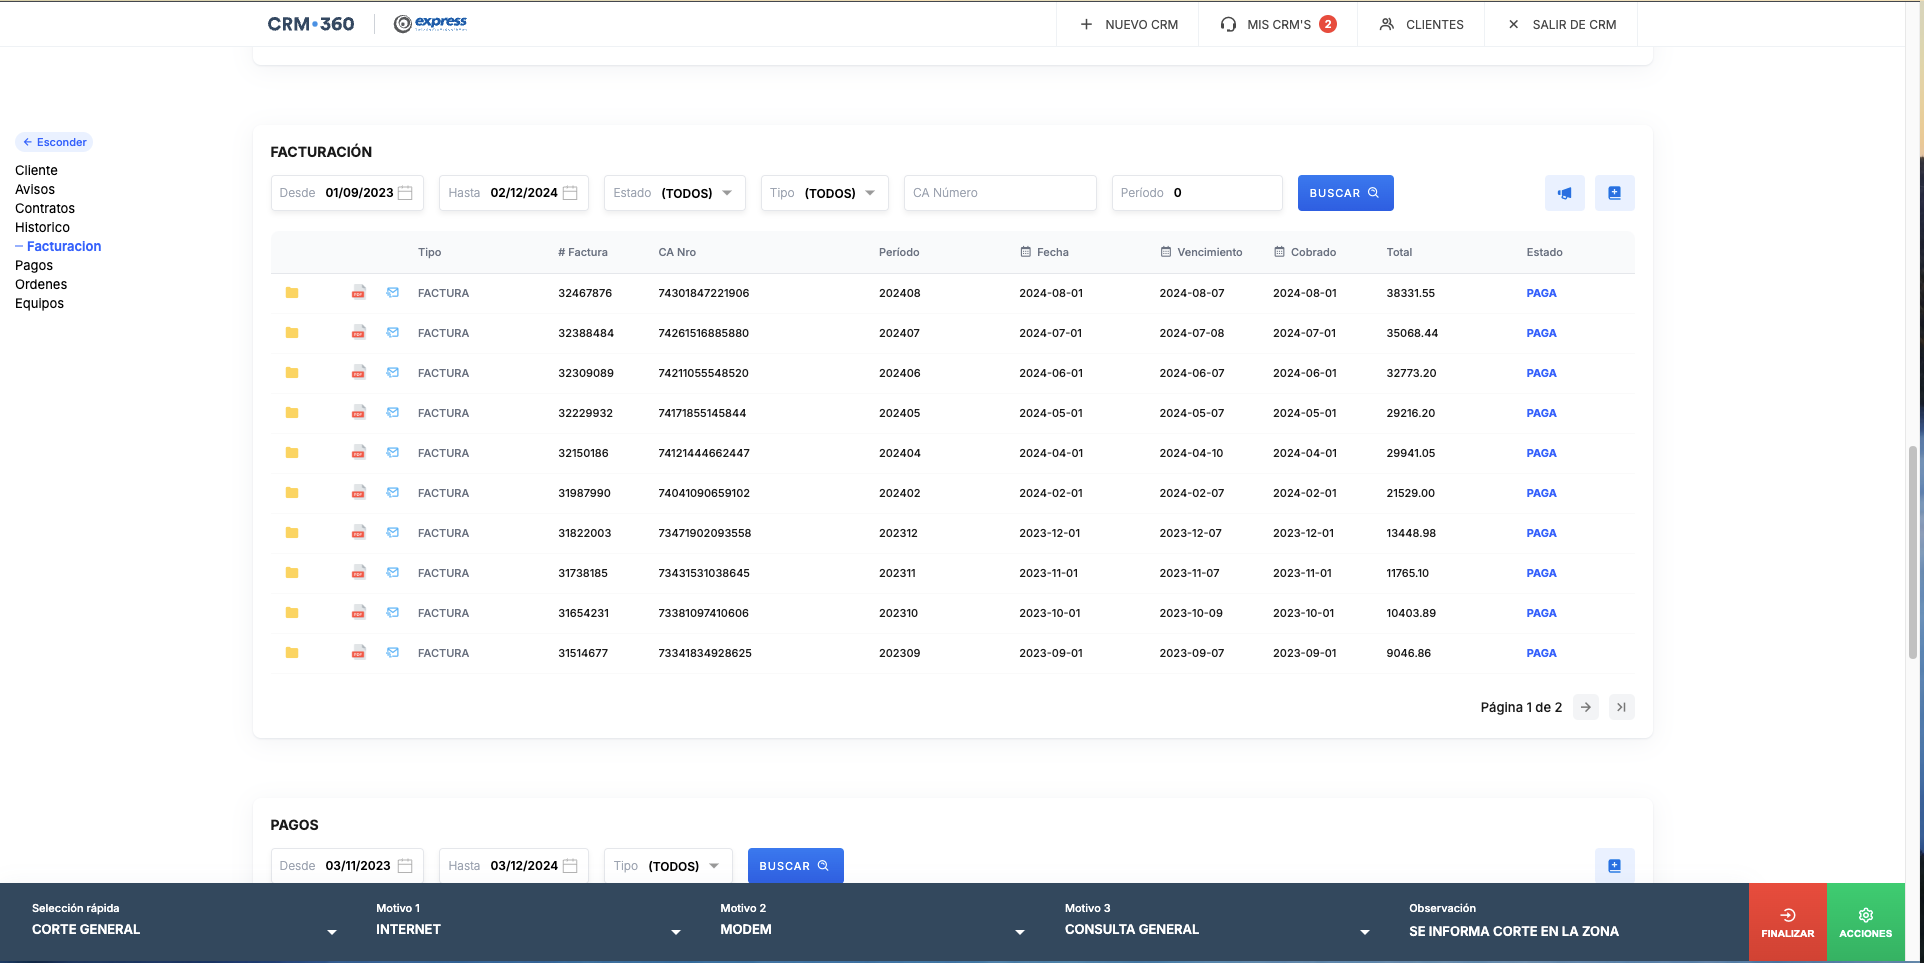 CRM•360 express NUEVO CRM MIS CRM'S 2 CLIENTES SALIR DE CRM
Esconder
Cliente
Avisos
Contratos
Historico
– Facturacion
Pagos
Ordenes
Equipos
FACTURACIÓN
Desde 01/09/2023 Hasta 02/12/2024 Estado (TODOS) Tipo (TODOS) CA Número Período 0 BUSCAR
Tipo # Factura CA Nro Período Fecha Vencimiento Cobrado Total Estado
FACTURA 32467876 74301847221906 202408 2024-08-01 2024-08-07 2024-08-01 38331.55 PAGA
FACTURA 32388484 74261516885880 202407 2024-07-01 2024-07-08 2024-07-01 35068.44 PAGA
FACTURA 32309089 74211055548520 202406 2024-06-01 2024-06-07 2024-06-01 32773.20 PAGA
FACTURA 32229932 74171855145844 202405 2024-05-01 2024-05-07 2024-05-01 29216.20 PAGA
FACTURA 32150186 74121444662447 202404 2024-04-01 2024-04-10 2024-04-01 29941.05 PAGA
FACTURA 31987990 74041090659102 202402 2024-02-01 2024-02-07 2024-02-01 21529.00 PAGA
FACTURA 31822003 73471902093558 202312 2023-12-01 2023-12-07 2023-12-01 13448.98 PAGA
FACTURA 31738185 73431531038645 202311 2023-11-01 2023-11-07 2023-11-01 11765.10 PAGA
FACTURA 31654231 73381097410606 202310 2023-10-01 2023-10-09 2023-10-01 10403.89 PAGA
FACTURA 31514677 73341834928625 202309 2023-09-01 2023-09-07 2023-09-01 9046.86 PAGA
Página 1 de 2
PAGOS
Desde 03/11/2023 Hasta 03/12/2024 Tipo (TODOS) BUSCAR
Selección rápida Motivo 1 Motivo 2 Motivo 3 Observación
CORTE GENERAL INTERNET MODEM CONSULTA GENERAL SE INFORMA CORTE EN LA ZONA
FINALIZAR ACCIONES